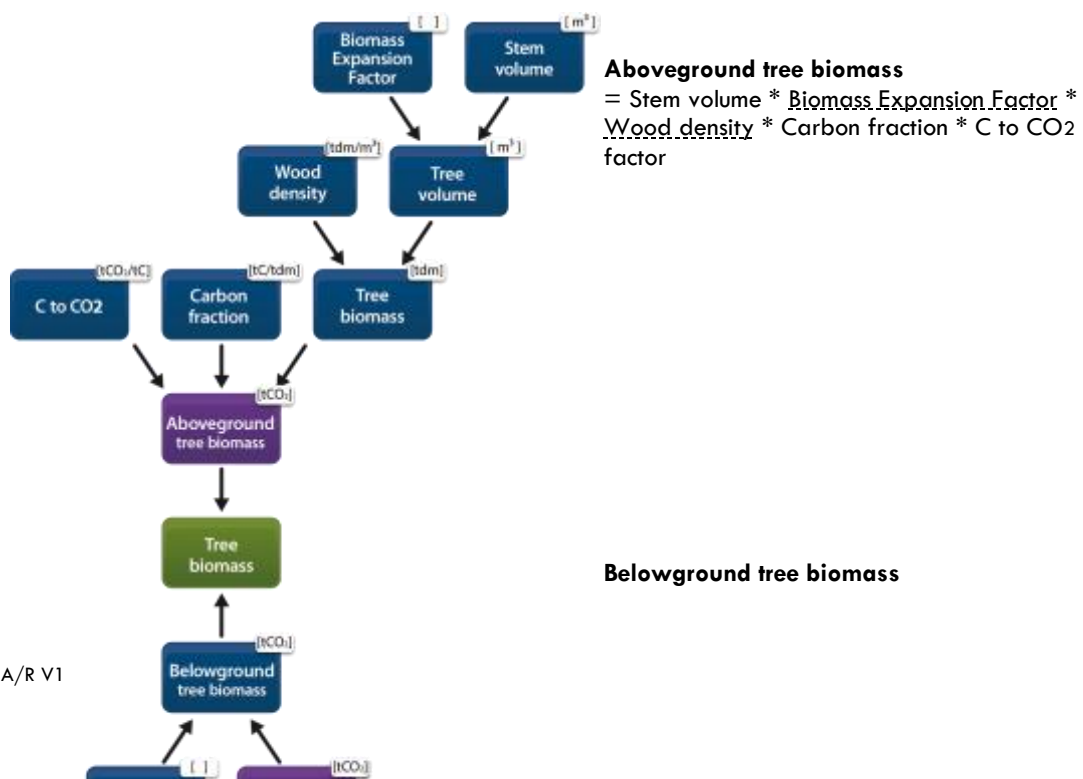 [ ]
Biomass
Expansion
Factor
[m³]
Stem
volume
Aboveground tree biomass
= Stem volume * Biomass Expansion Factor *
Wood density * Carbon fraction * C to CO2
factor
[tdm/m³]
Wood
density
[m³]
Tree
volume
[tCO₂/tC]
C to CO2
[tC/tdm]
Carbon
fraction
[tdm]
Tree
biomass
[tCO₂]
Aboveground
tree biomass
Tree
biomass
Belowground tree biomass
[tCO₂]
Belowground
tree biomass
A/R V1
[ ]
[tCO₂]